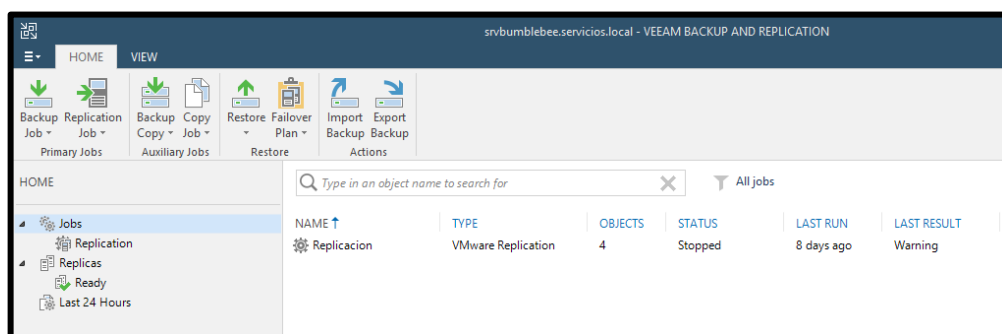 srvbumblebee.servicios.local - VEEAM BACKUP AND REPLICATION
HOME VIEW
Backup Replication Backup Copy Restore Failover Import Export
Job Job Copy Job Plan Backup Backup
Primary Jobs Auxiliary Jobs Restore Actions
HOME
Type in an object name to search for All jobs
Jobs
Replication
Replicas
Ready
Last 24 Hours
NAME TYPE OBJECTS STATUS LAST RUN LAST RESULT
Replicacion VMware Replication 4 Stopped 8 days ago Warning